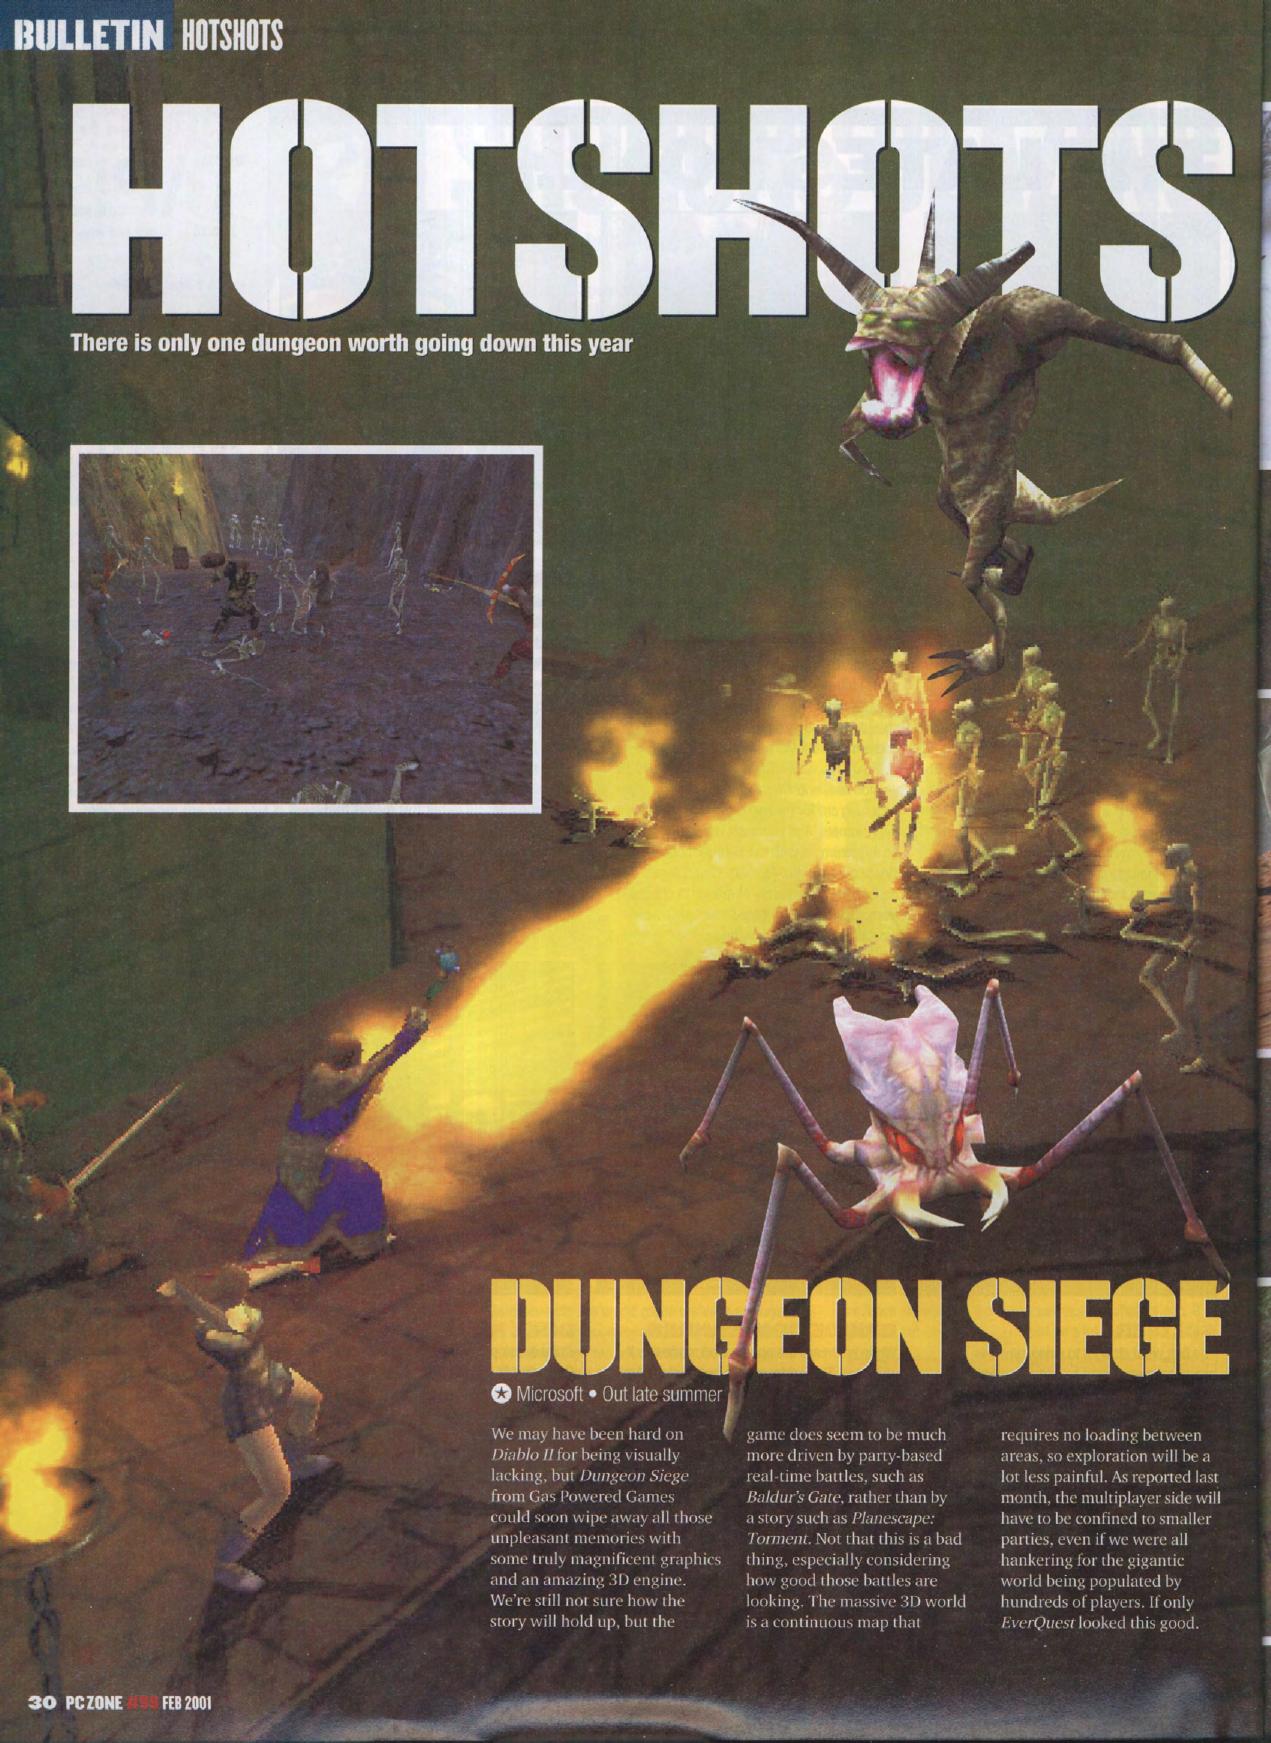 BULLETIN HOTSHOTS
HOTSHOTS
There is only one dungeon worth going down this year
DUNGEON SIEGE
Microsoft • Out late summer
We may have been hard on
Diablo II for being visually
lacking, but Dungeon Siege
from Gas Powered Games
could soon wipe away all those
unpleasant memories with
some truly magnificent graphics
and an amazing 3D engine.
We're still not sure how the
story will hold up, but the
game does seem to be much
more driven by party-based
real-time battles, such as
Baldur's Gate, rather than by
a story such as Planescape:
Torment. Not that this is a bad
thing, especially considering
how good those battles are
looking. The massive 3D world
is a continuous map that
requires no loading between
areas, so exploration will be a
lot less painful. As reported last
month, the multiplayer side will
have to be confined to smaller
parties, even if we were all
hankering for the gigantic
world being populated by
hundreds of players. If only
EverQuest looked this good.
30 PCZONE #99 FEB 2001